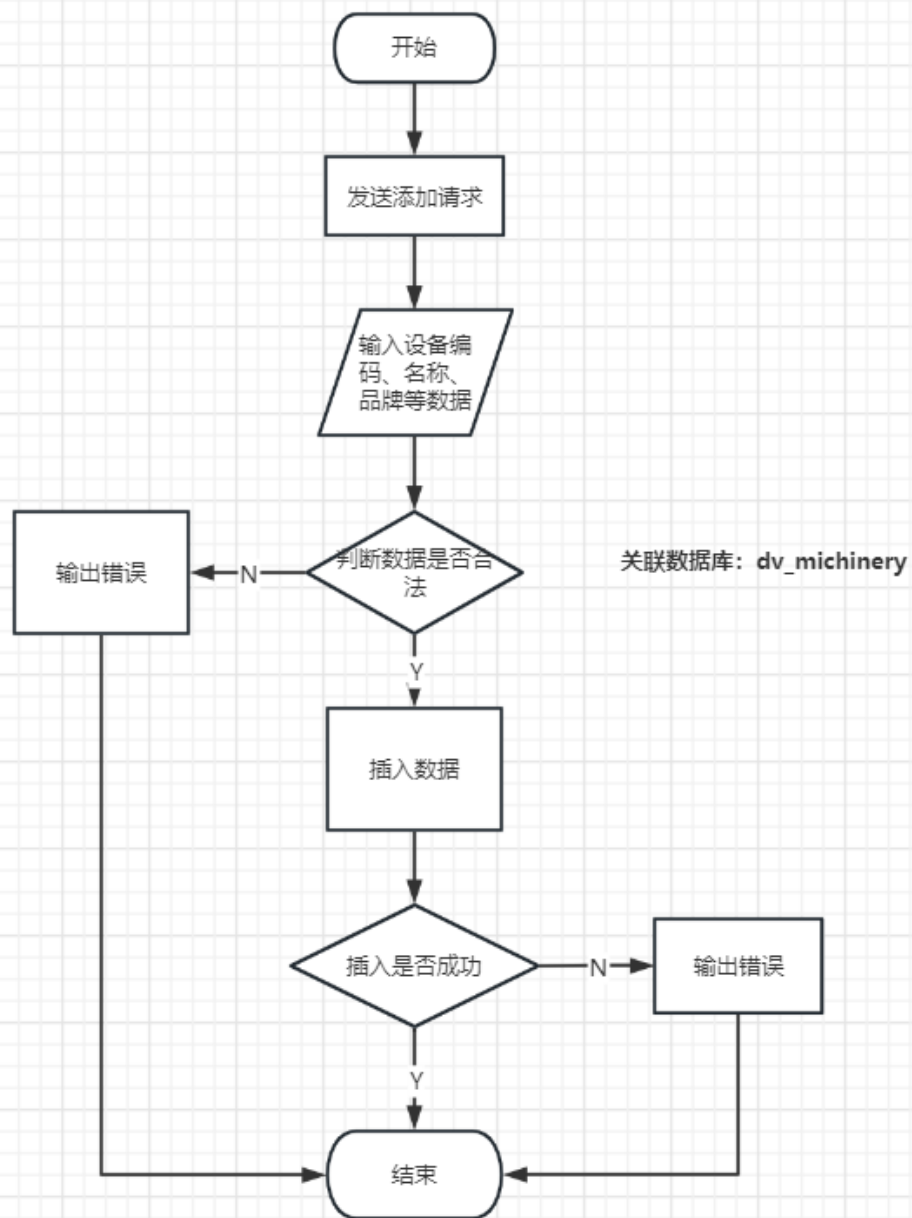 开始
发送添加请求
输入设备编
码、名称、
品牌等数据
判断数据是否合
法
输出错误
N
关联数据库：dv_michinery
Y
插入数据
插入是否成功
N
输出错误
Y
结束